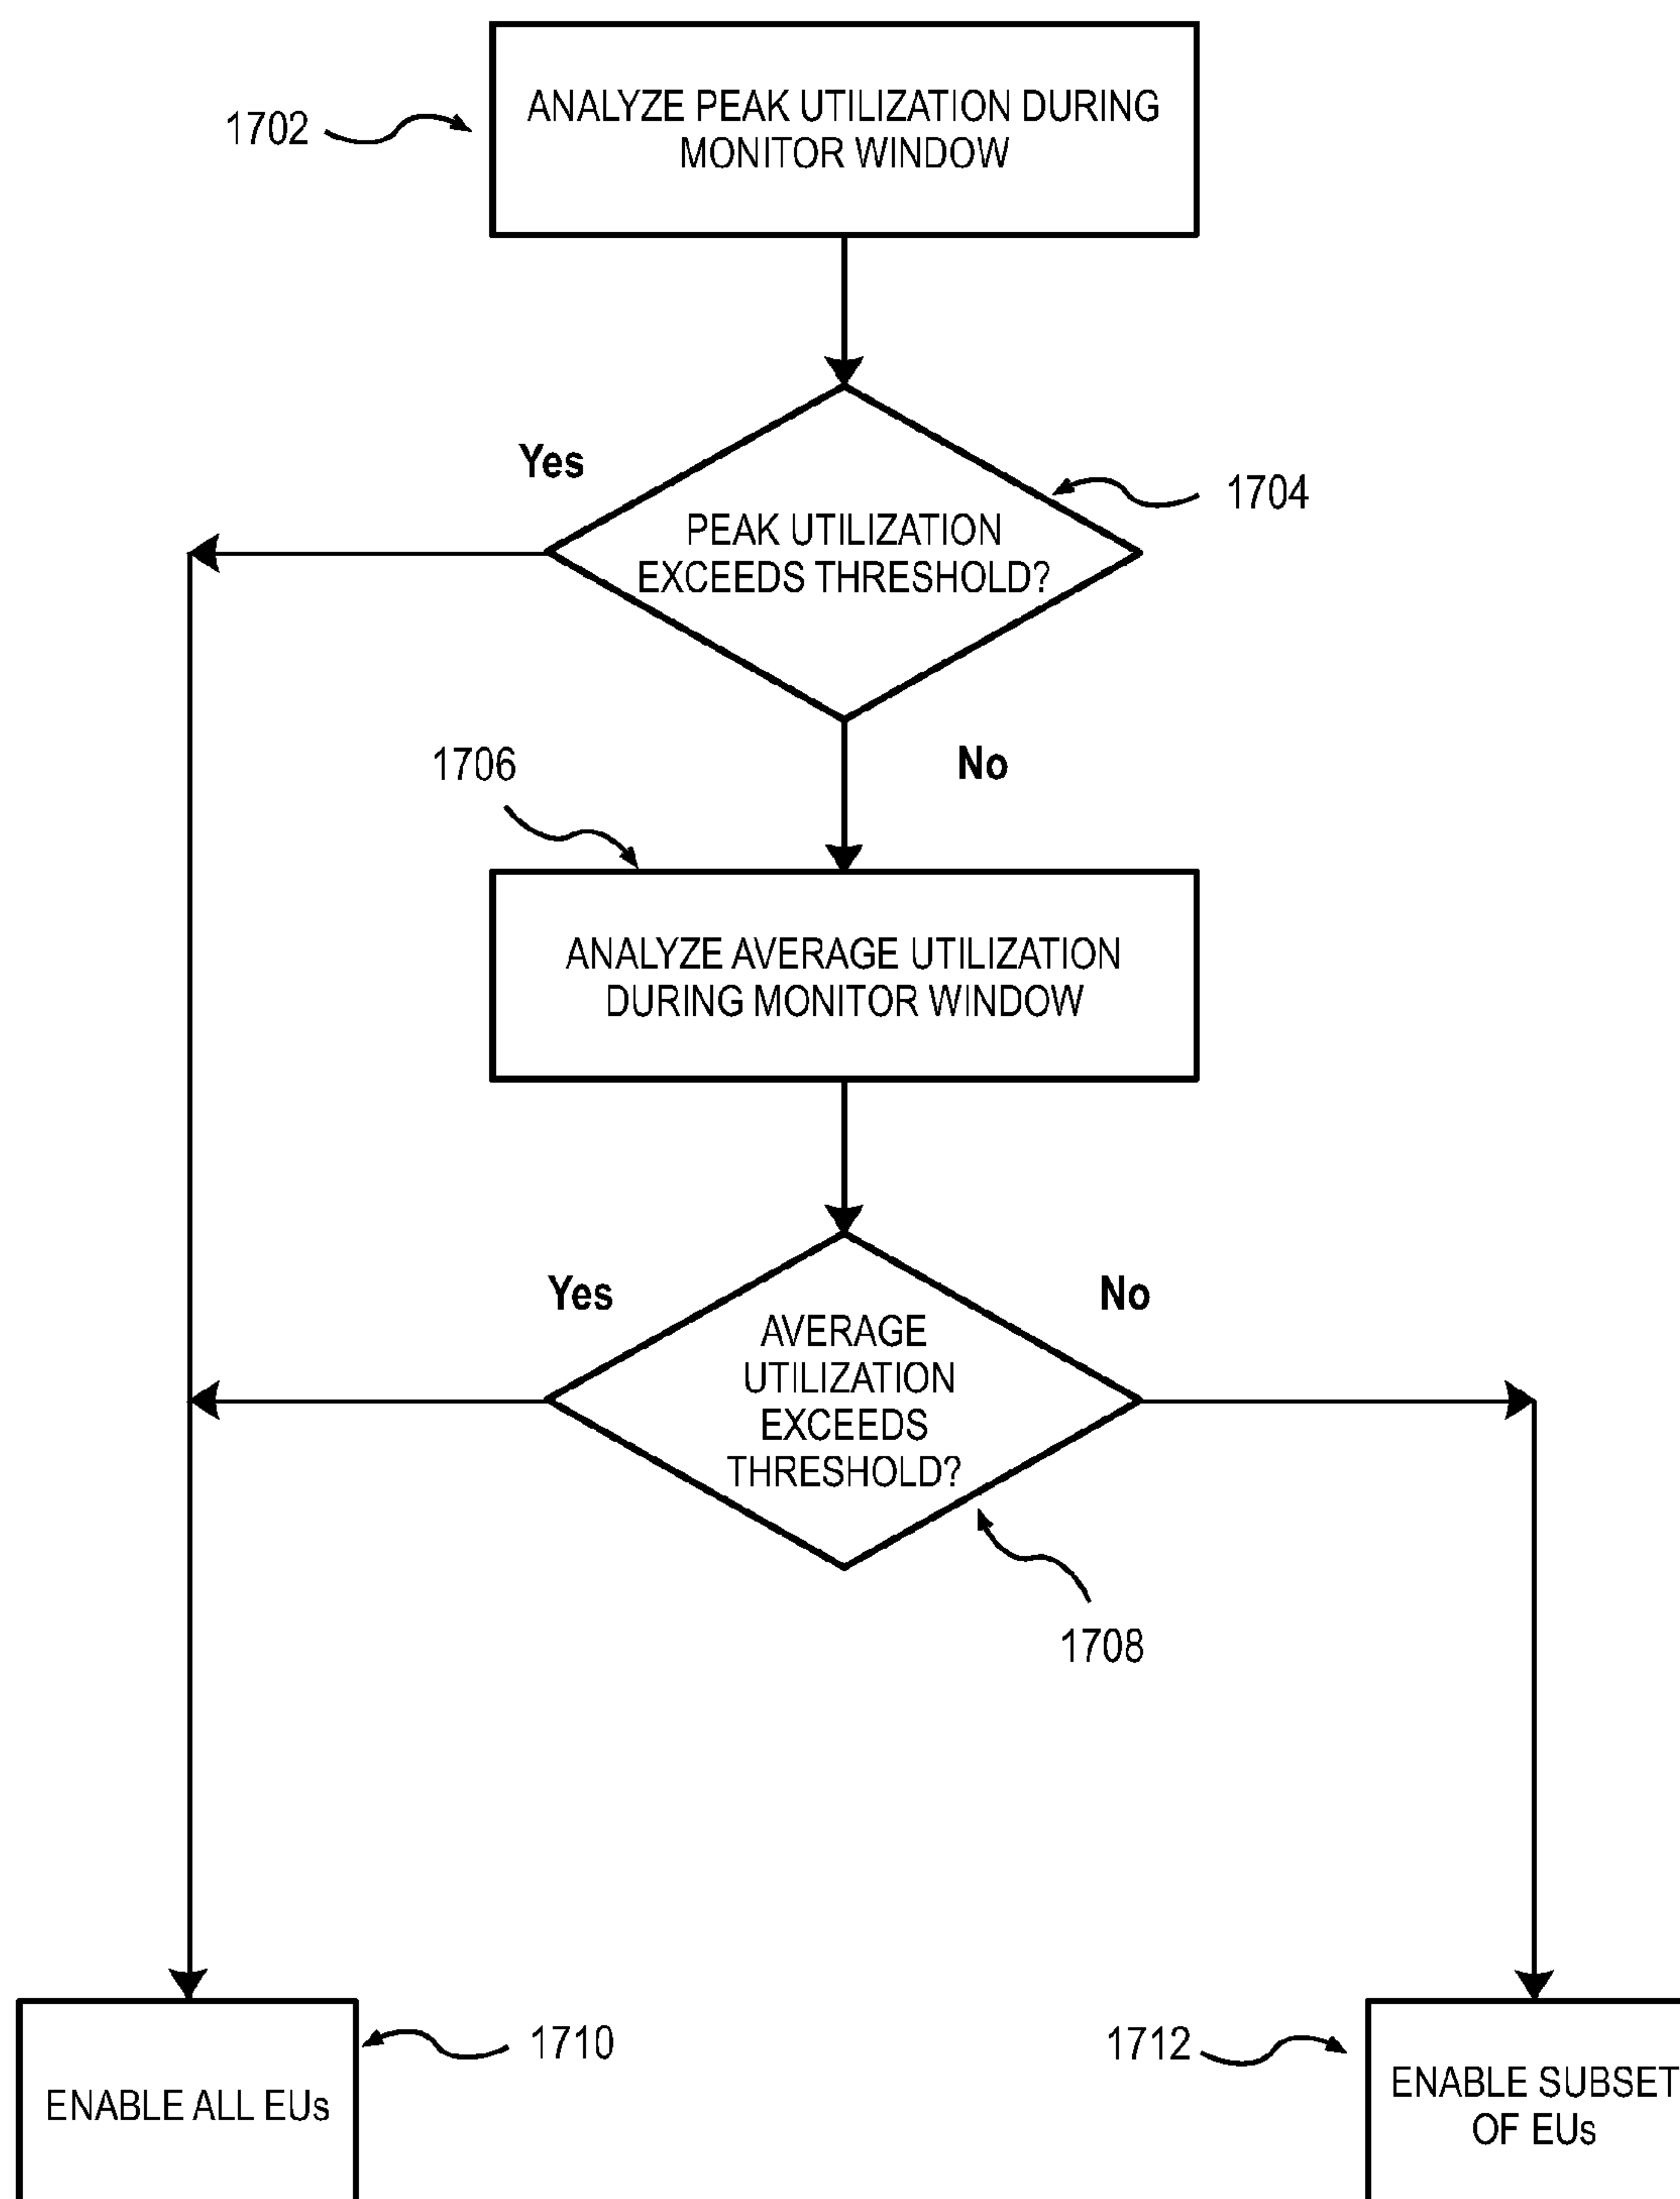 1702
ANALYZE PEAK UTILIZATION DURING
MONITOR WINDOW
Yes
1704
PEAK UTILIZATION
EXCEEDS THRESHOLD?
1706
No
ANALYZE AVERAGE UTILIZATION
DURING MONITOR WINDOW
Yes
No
AVERAGE
UTILIZATION
EXCEEDS
THRESHOLD?
1708
1710
1712
ENABLE ALL EUs
ENABLE SUBSET
OF EUs